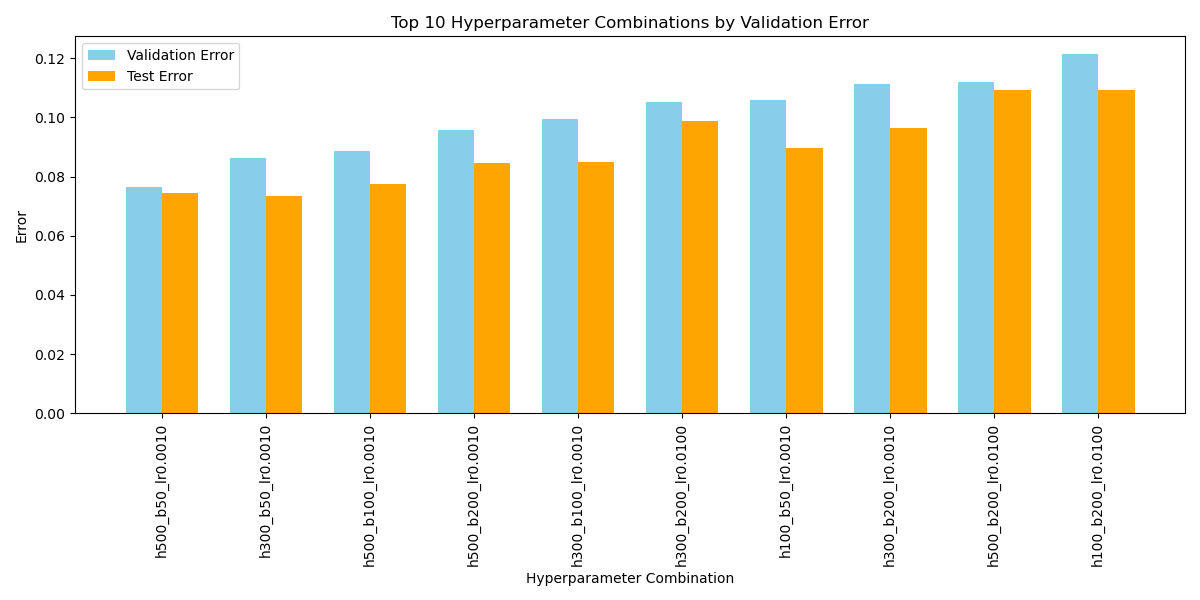 Top 10 Hyperparameter Combinations by Validation Error
Validation Error
Test Error
Error
0.12
0.10
0.08
0.06
0.04
0.02
0.00
h500_b50_lr0.0010
h300_b50_lr0.0010
h500_b100_lr0.0010
h500_b200_lr0.0010
h300_b100_lr0.0010
h300_b200_lr0.0100
h100_b50_lr0.0010
h300_b200_lr0.0010
h500_b200_lr0.0100
h100_b200_lr0.0100
Hyperparameter Combination